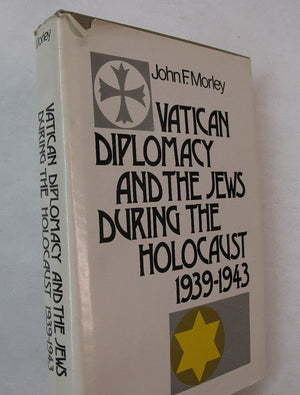 Morley
VATICAN DIPLOMACY AND THE JEWS
DURING THE HOLOCAUST 1939-1943
John F. Morley
VATICAN
DIPLOMACY
AND THE JEWS
DURING THE
HOLOCAUST
1939-1943